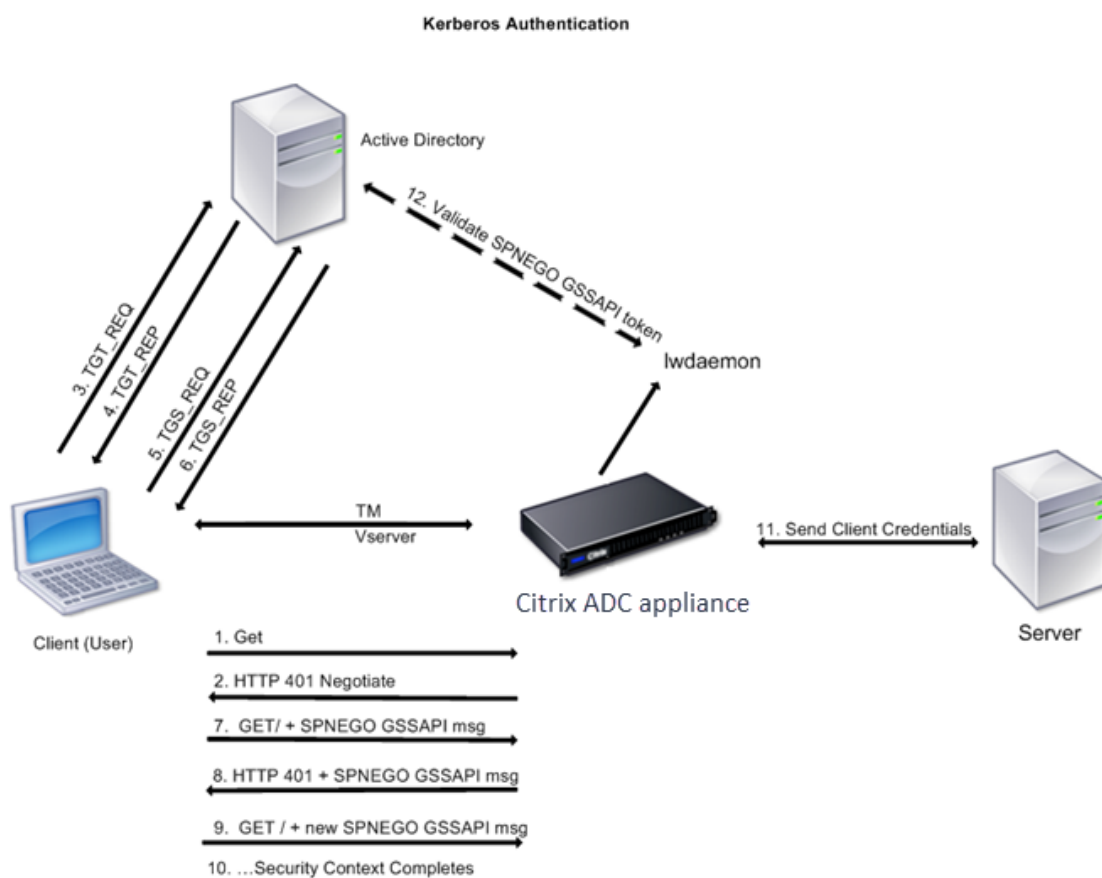 Kerberos Authentication
Active Directory
12. Validate SPNEGO GSSAPI token
lwdaemon
3. TGT_REQ
4. TGT_REP
5. TGS_REQ
6. TGS_REP
TM
Vserver
11. Send Client Credentials
Citrix
Citrix ADC appliance
Client (User)
Server
1. Get
2. HTTP 401 Negotiate
7. GET/ + SPNEGO GSSAPI msg
8. HTTP 401 + SPNEGO GSSAPI msg
9. GET / + new SPNEGO GSSAPI msg
10. ...Security Context Completes